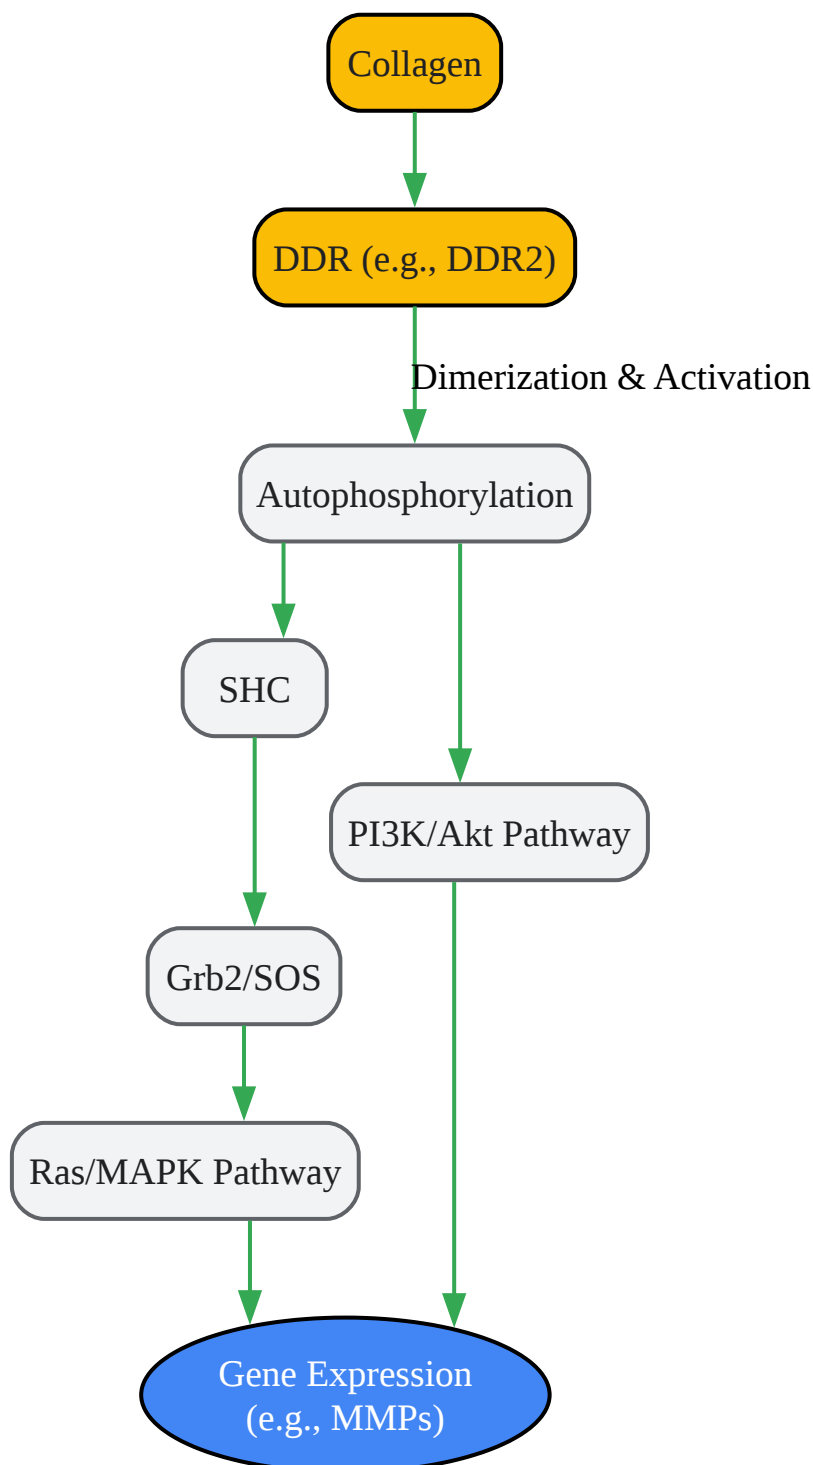 Collagen
DDR (e.g., DDR2)
Dimerization & Activation
Autophosphorylation
SHC
PI3K/Akt Pathway
Grb2/SOS
Ras/MAPK Pathway
Gene Expression
(e.g., MMPs)